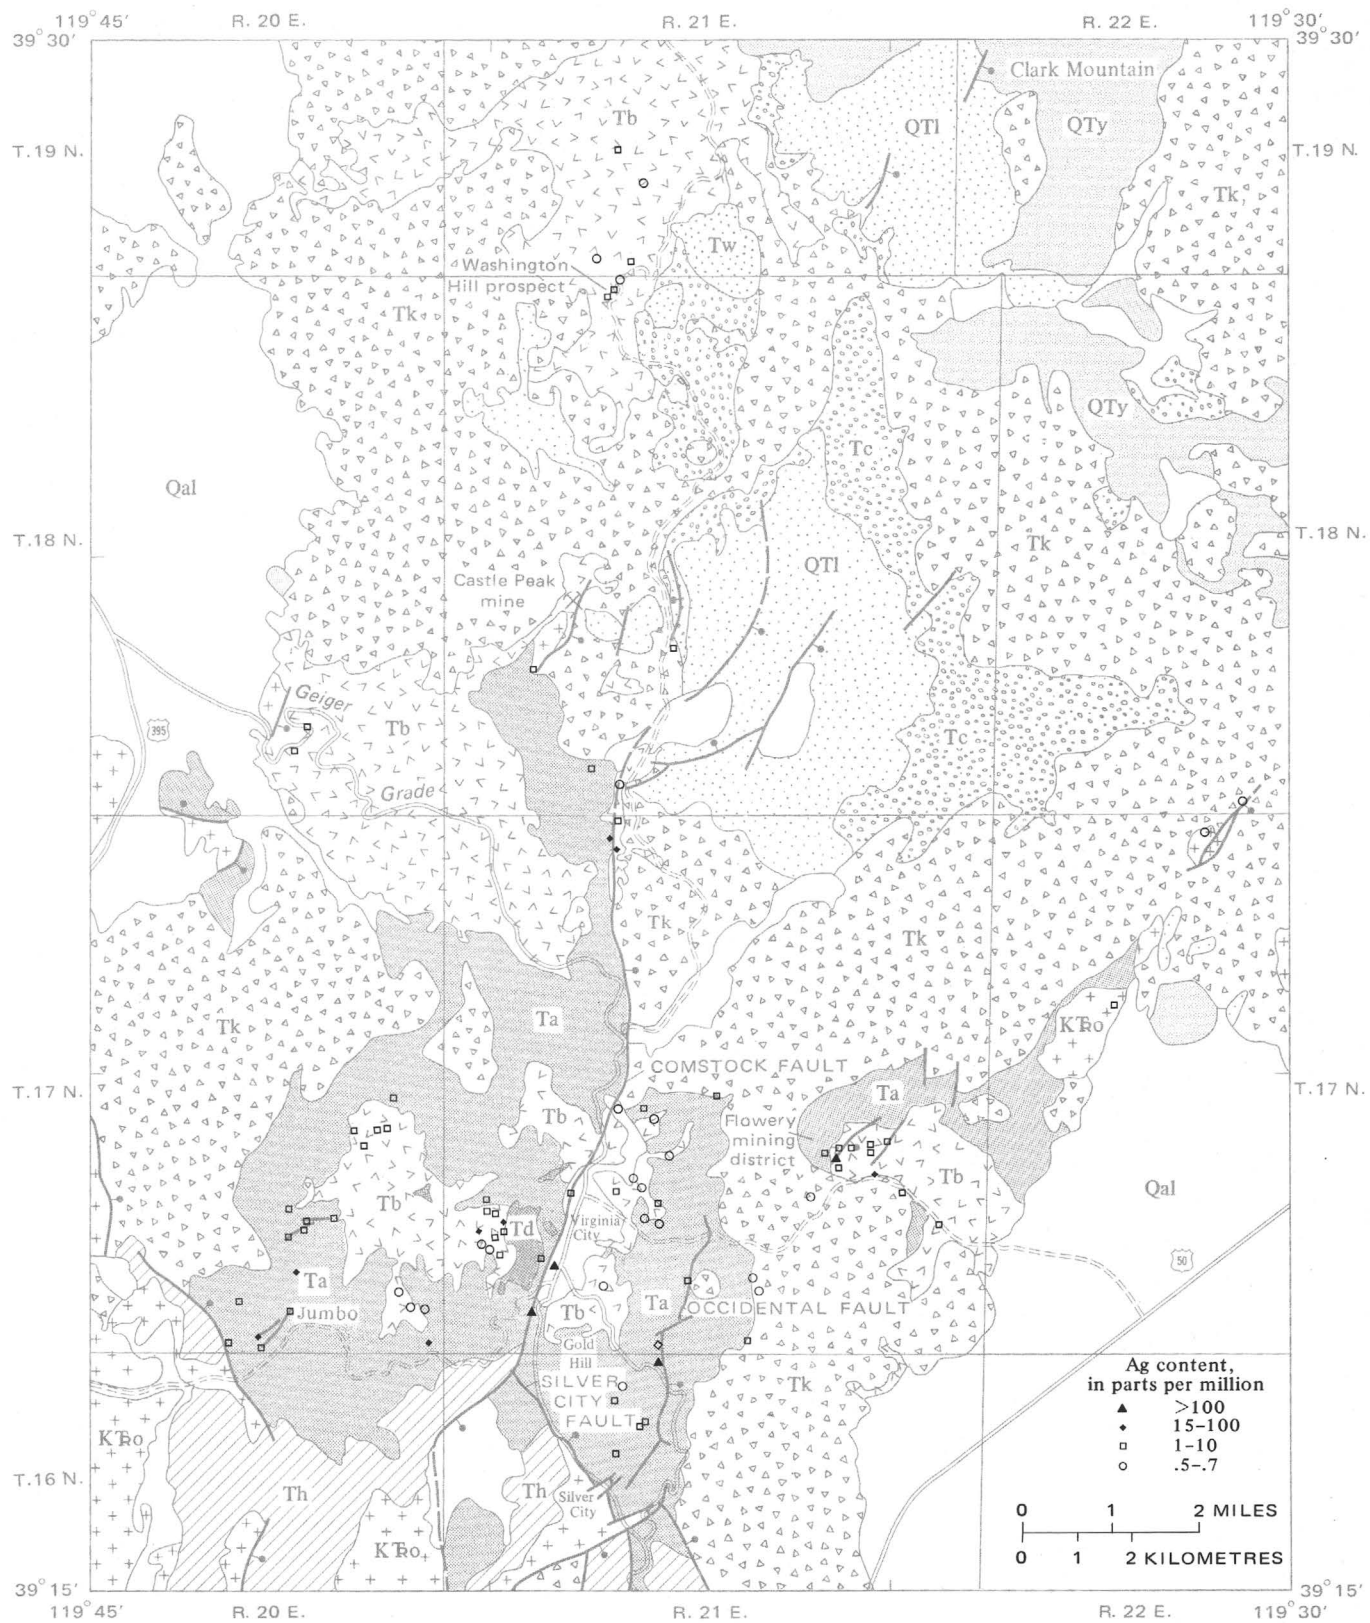 119°45′ R. 20 E. R. 21 E. R. 22 E. 119°30′
39°30′ 39°30′
Clark Mountain
Tb QTl QTy
T. 19 N. T. 19 N.
Tk
Tw
Washington
Hill prospect
Tk
QTy
Tc
Qal
T. 18 N. T. 18 N.
Tk
QTl
Castle Peak
mine
Geiger
395 Tb Tc
Grade
Tk Tk
Ta
Tk
COMSTOCK FAULT
T. 17 N. T. 17 N.
Ta
Tb
Flowery
mining
district
Tb
Tb Qal
Td Virginia
City
50
Ta Ta
Jumbo Tb OCCIDENTAL FAULT
Gold
Hill
SILVER
CITY
FAULT
Tk
Ag content,
in parts per million
>100
15–100
1–10
.5–.7
T. 16 N.
Th Th
Silver
City
0 1 2 MILES
0 1 2 KILOMETRES
39°15′ 39°15′
119°45′ R. 20 E. R. 21 E. R. 22 E. 119°30′